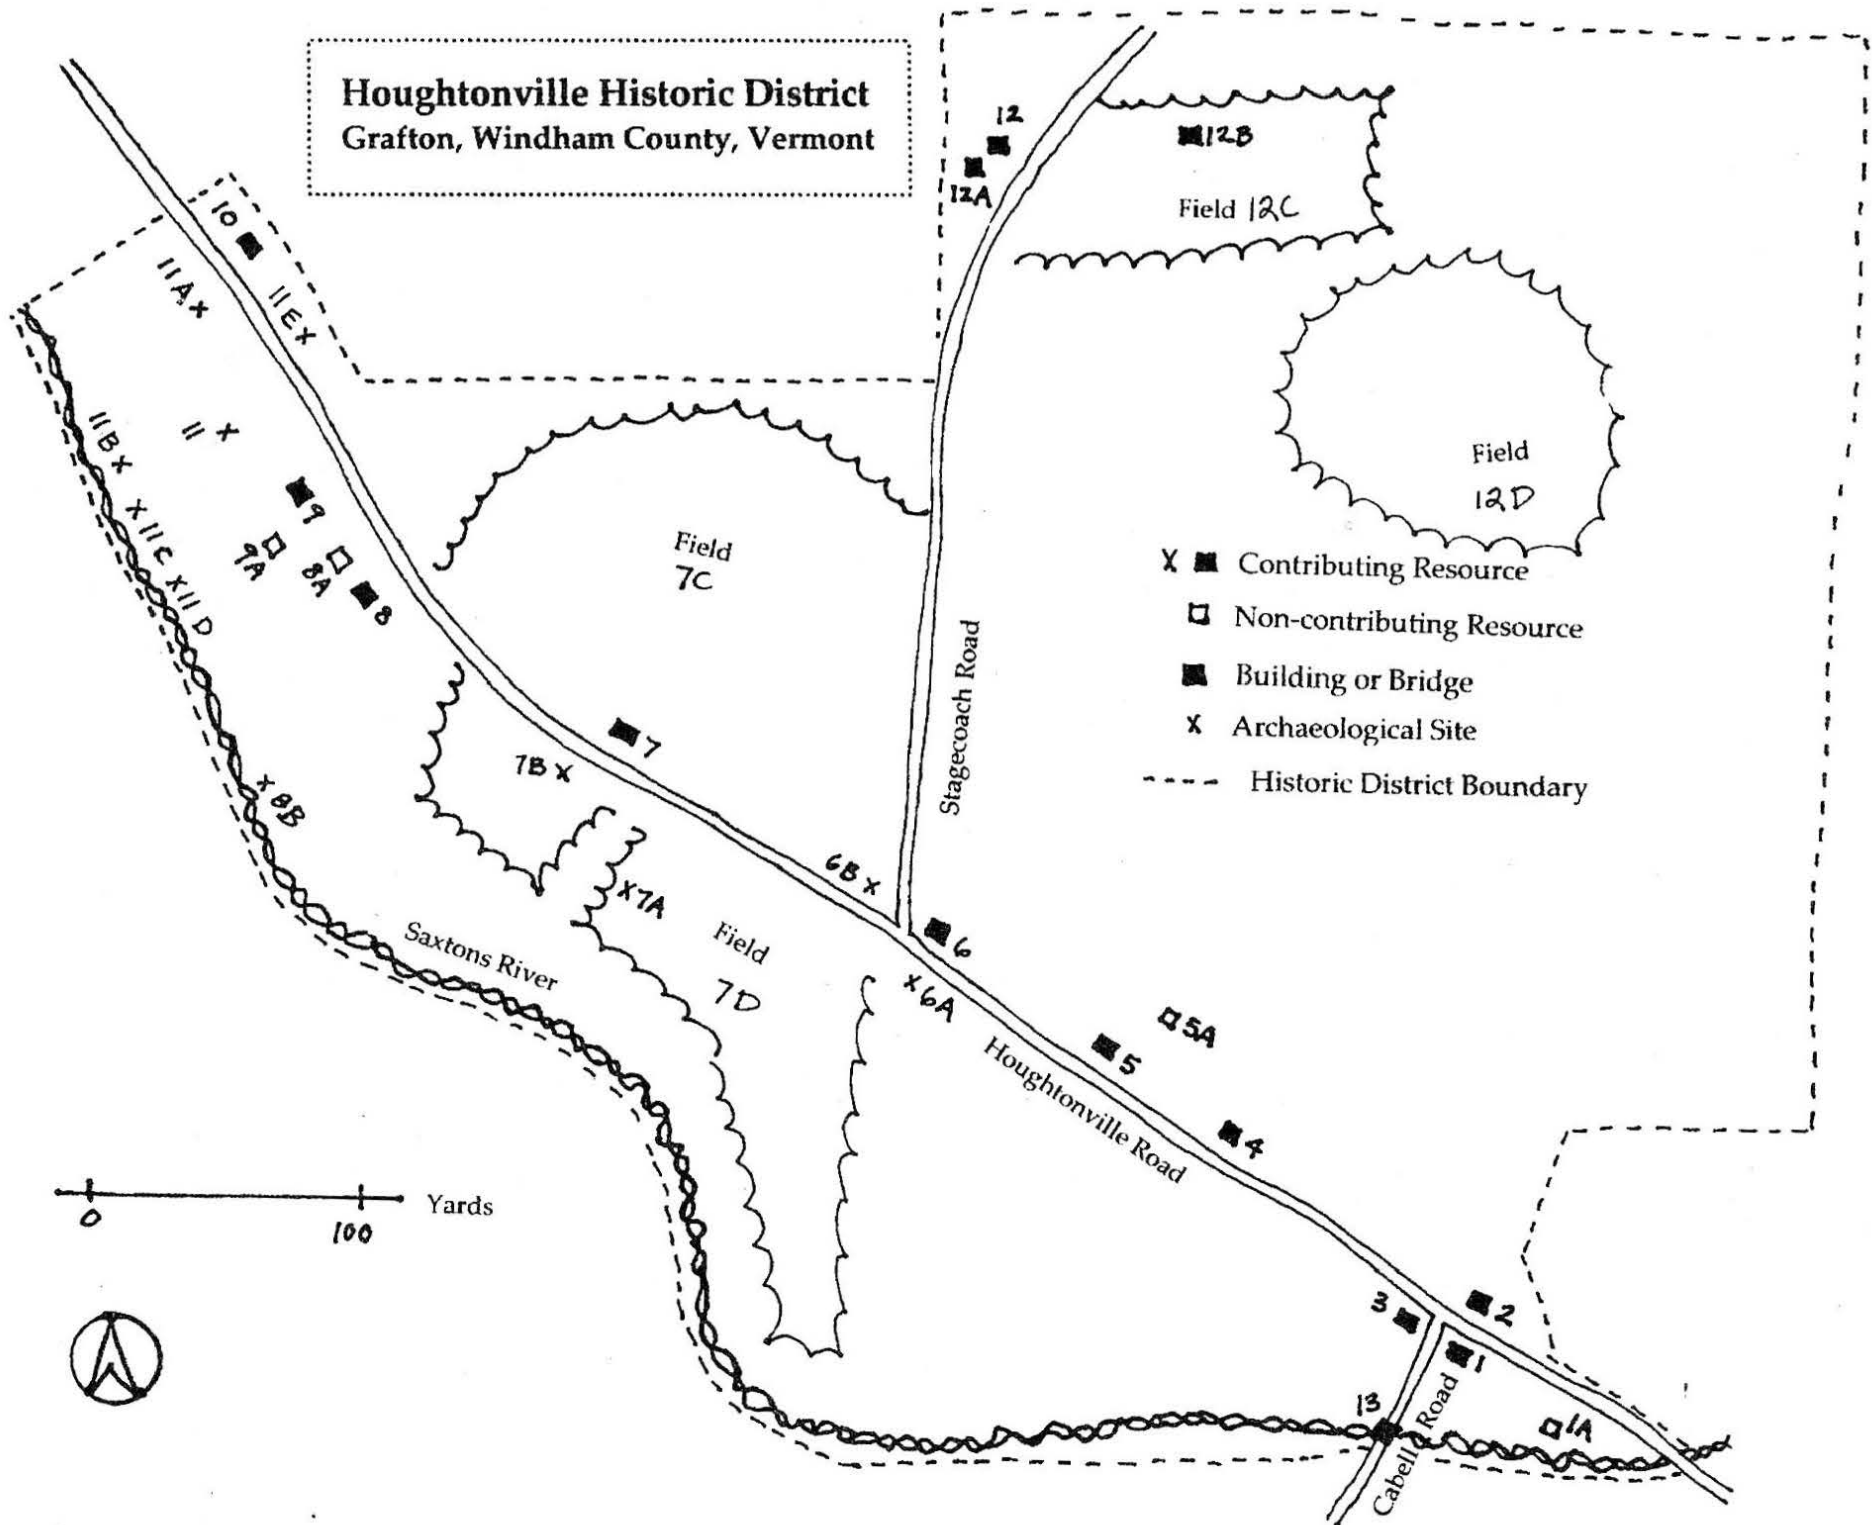 Houghtonville Historic District
Grafton, Windham County, Vermont
12
12B
12A
Field 12C
10
11A X
11E X
11 X
11B X
X 11C
X 11D
9
9A
8A
8
X 8B
Field
7C
Field
12D
X ■ Contributing Resource
Non-contributing Resource
Building or Bridge
X Archaeological Site
---- Historic District Boundary
Stagecoach Road
7
7B X
X 7A
6B X
6
X 6A
Field
7D
Saxtons River
5A
5
4
Houghtonville Road
Yards
0
100
3
2
1
13
1A
Cabell Road